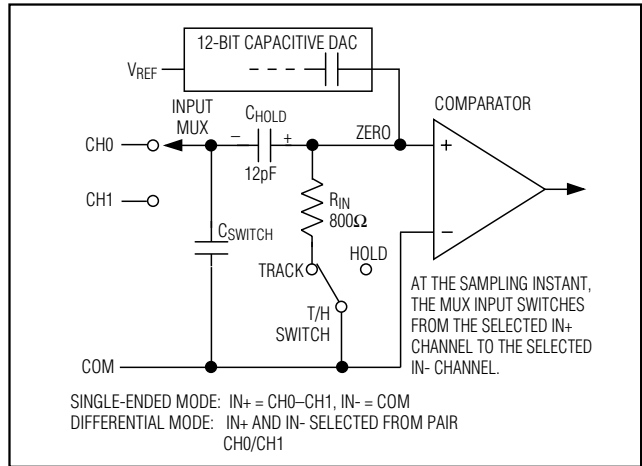 12-BIT CAPACITIVE DAC
VREF
INPUT
MUX
CHOLD
− +
12pF
ZERO
COMPARATOR
+
−
CH0
CH1
CSWITCH
RIN
800Ω
TRACK
HOLD
T/H
SWITCH
COM
AT THE SAMPLING INSTANT,
THE MUX INPUT SWITCHES
FROM THE SELECTED IN+
CHANNEL TO THE SELECTED
IN- CHANNEL.
SINGLE-ENDED MODE: IN+ = CH0–CH1, IN- = COM
DIFFERENTIAL MODE: IN+ AND IN- SELECTED FROM PAIR
CH0/CH1